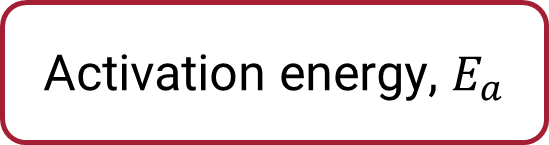 Activation energy, Eₐ